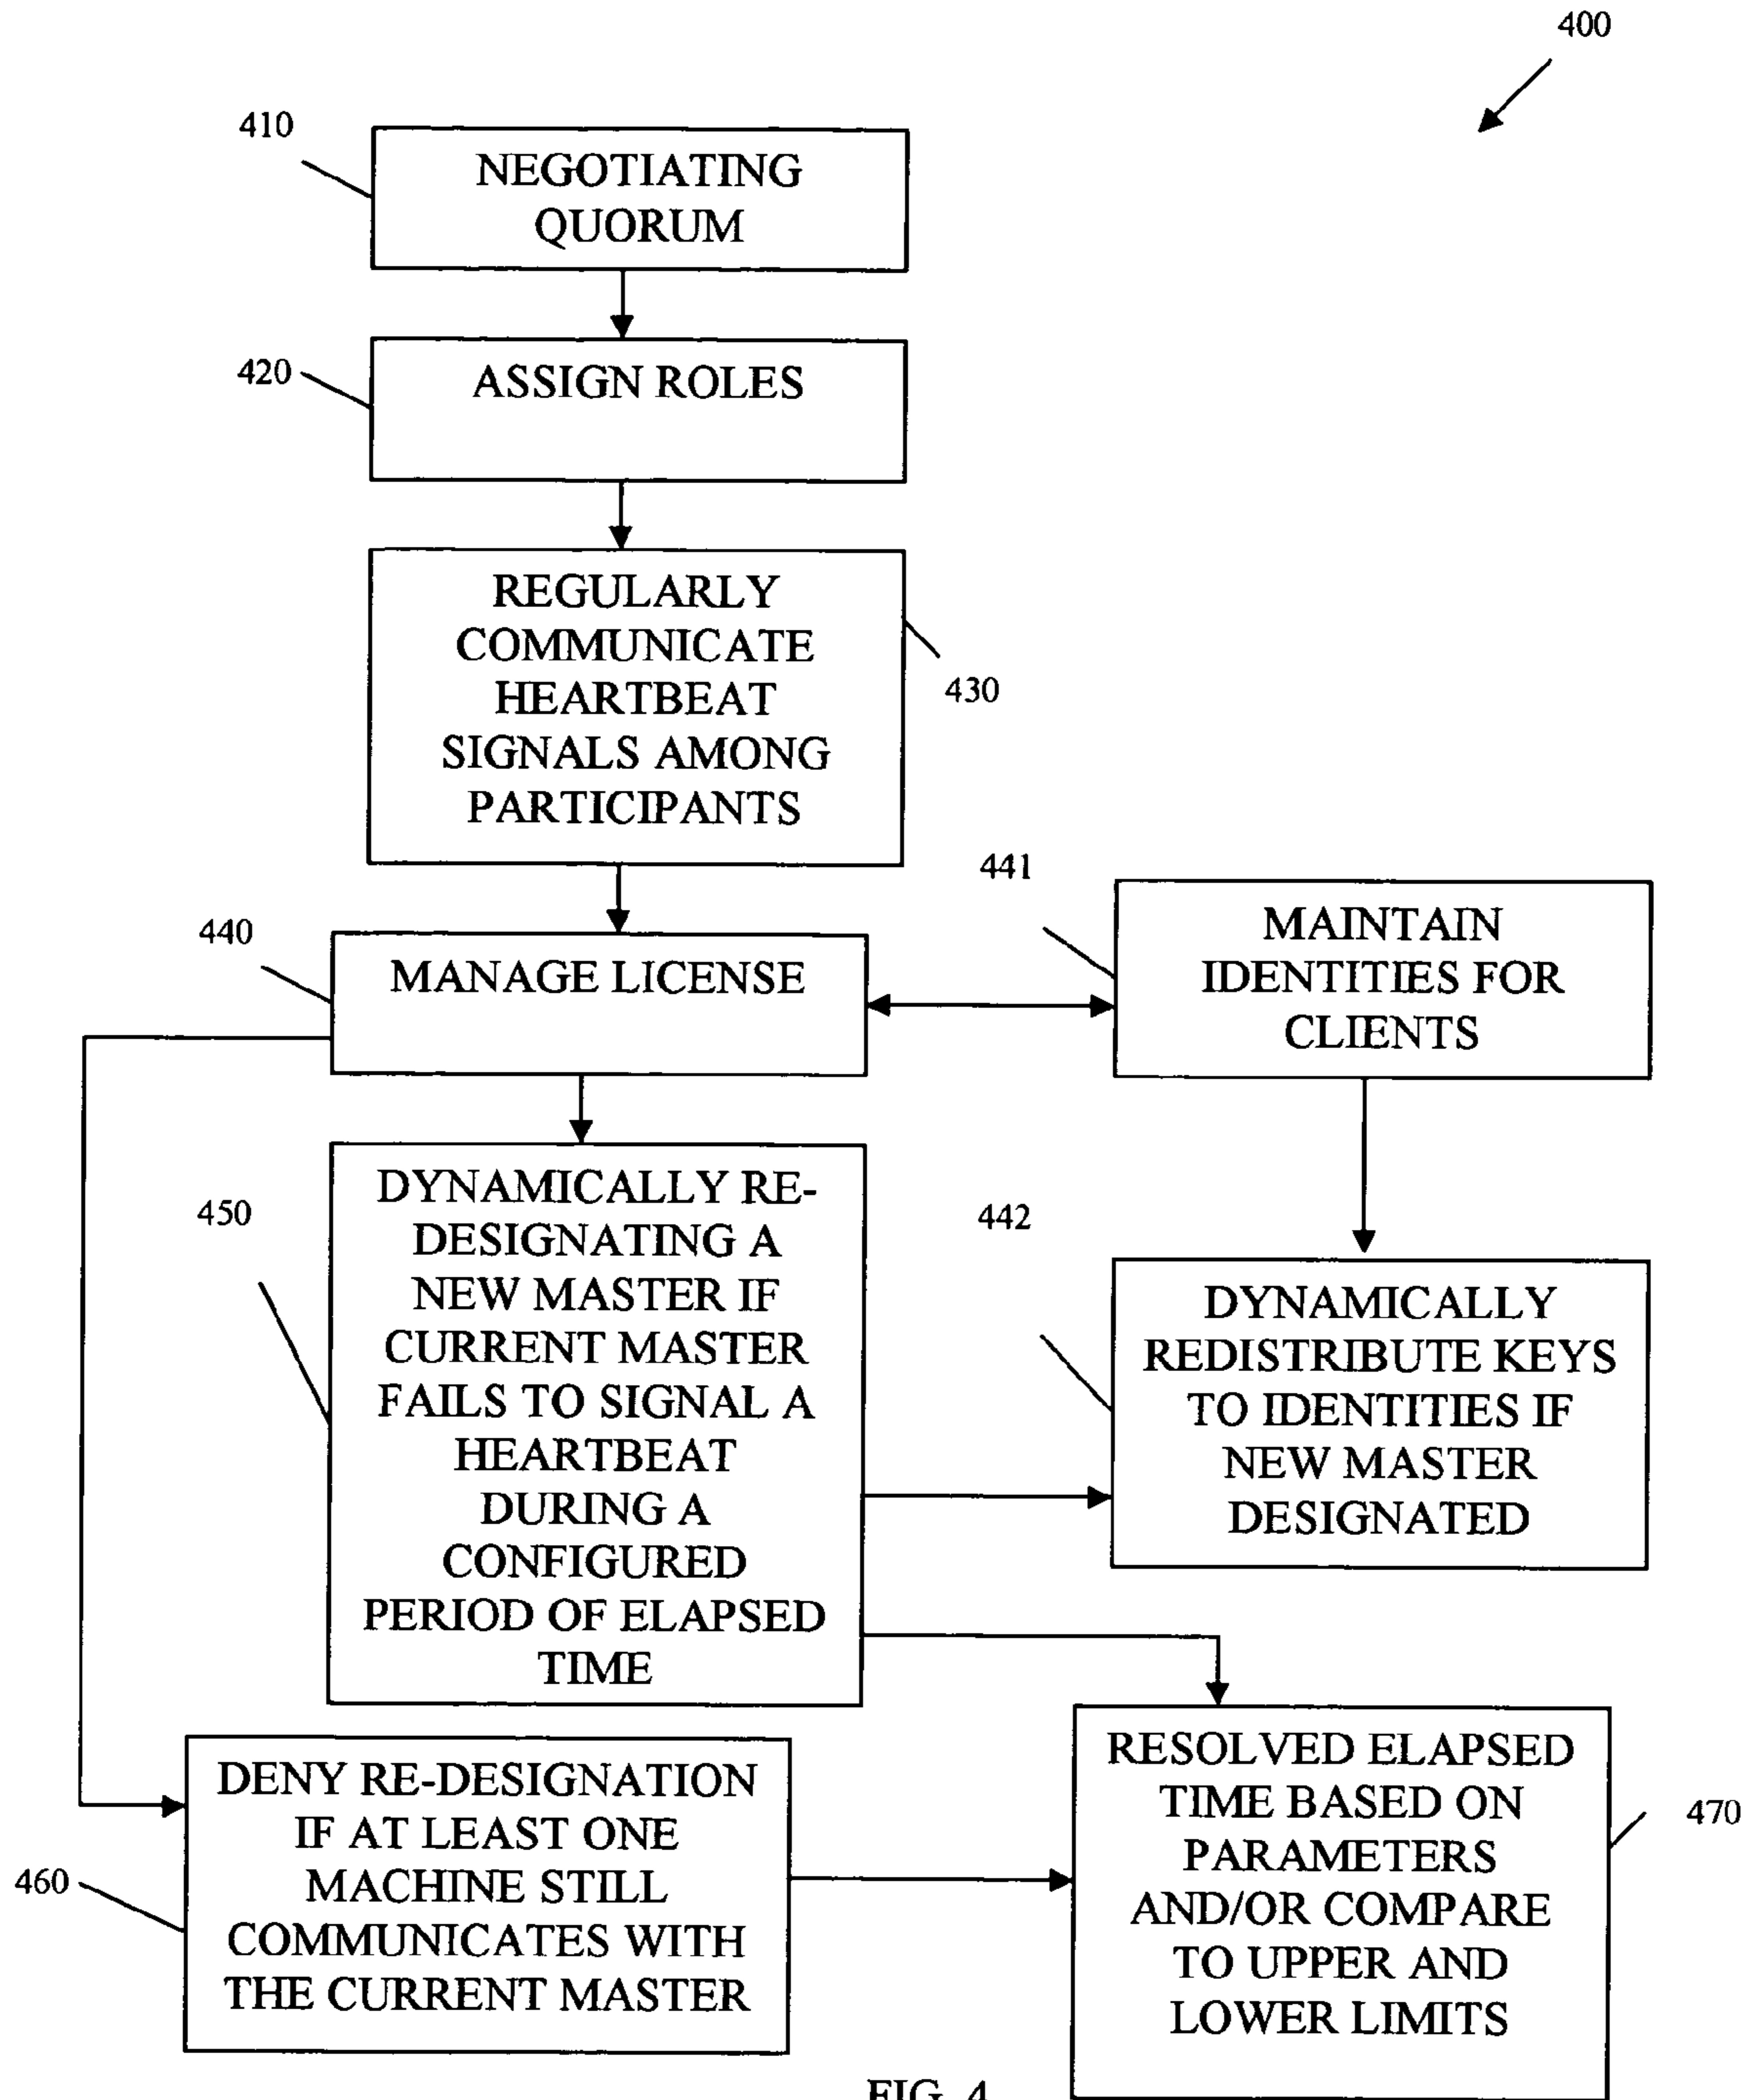 400
410
NEGOTIATING
QUORUM
420
ASSIGN ROLES
REGULARLY
COMMUNICATE
HEARTBEAT
SIGNALS AMONG
PARTICIPANTS
430
440
MANAGE LICENSE
441
MAINTAIN
IDENTITIES FOR
CLIENTS
450
DYNAMICALLY RE-
DESIGNATING A
NEW MASTER IF
CURRENT MASTER
FAILS TO SIGNAL A
HEARTBEAT
DURING A
CONFIGURED
PERIOD OF ELAPSED
TIME
442
DYNAMICALLY
REDISTRIBUTE KEYS
TO IDENTITIES IF
NEW MASTER
DESIGNATED
460
DENY RE-DESIGNATION
IF AT LEAST ONE
MACHINE STILL
COMMUNICATES WITH
THE CURRENT MASTER
RESOLVED ELAPSED
TIME BASED ON
PARAMETERS
AND/OR COMPARE
TO UPPER AND
LOWER LIMITS
470
FIG. 4